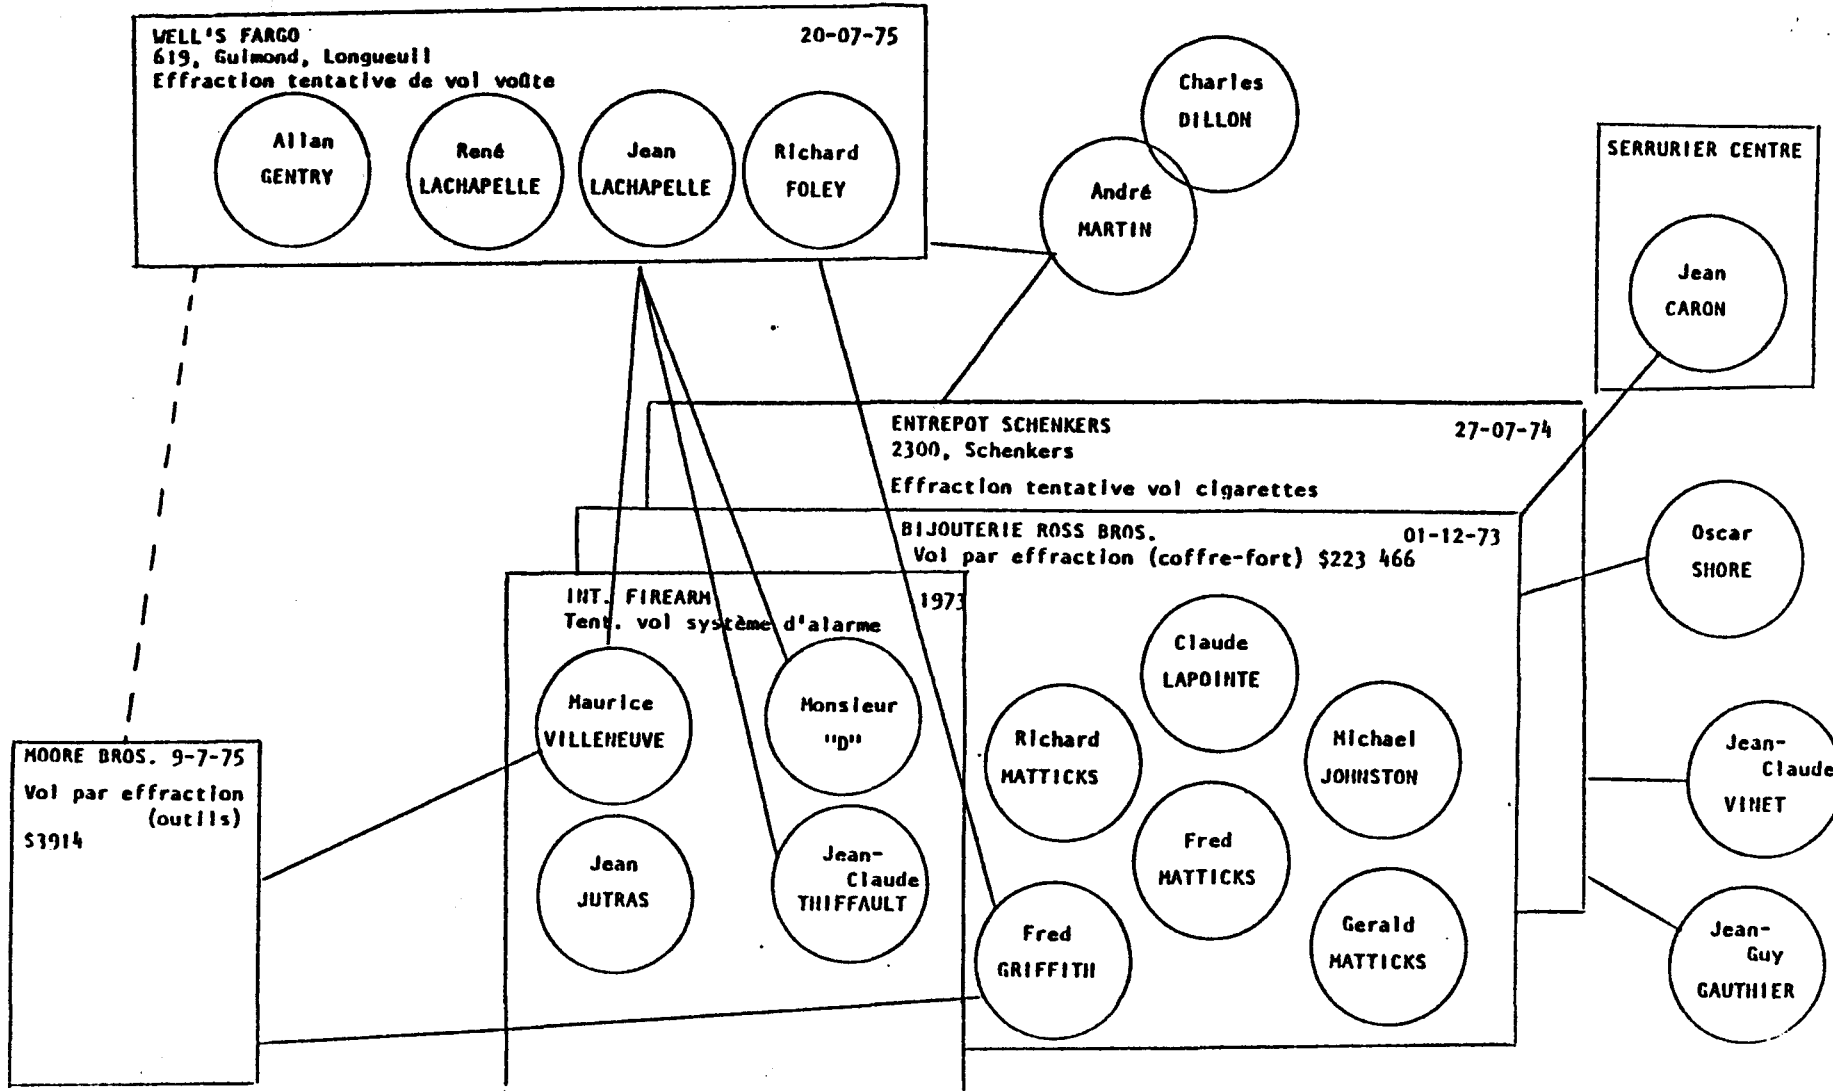 WELL'S FARGO 20-07-75
619, Guimond, Longueuil
Effraction tentative de vol voûte
Allan
GENTRY
René
LACHAPELLE
Jean
LACHAPELLE
Richard
FOLEY
Charles
DILLON
André
MARTIN
SERRURIER CENTRE
Jean
CARON
ENTREPOT SCHENKERS 27-07-74
2300, Schenkers
Effraction tentative vol cigarettes
BIJOUTERIE ROSS BROS. 01-12-73
Vol par effraction (coffre-fort) $223 466
INT. FIREARM 1973
Tent. vol système d'alarme
Maurice
VILLENEUVE
Monsieur
"D"
Jean
JUTRAS
Jean-
Claude
THIFFAULT
Claude
LAPOINTE
Richard
MATTICKS
Michael
JOHNSTON
Fred
MATTICKS
Fred
GRIFFITH
Gerald
MATTICKS
Oscar
SHORE
Jean-
Claude
VINET
Jean-
Guy
GAUTHIER
MOORE BROS. 9-7-75
Vol par effraction
(outils)
$3914